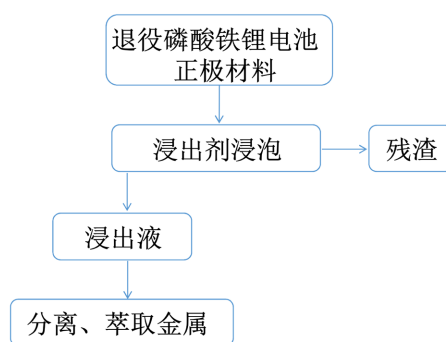 退役磷酸铁锂电池
正极材料
浸出剂浸泡
残渣
浸出液
分离、萃取金属